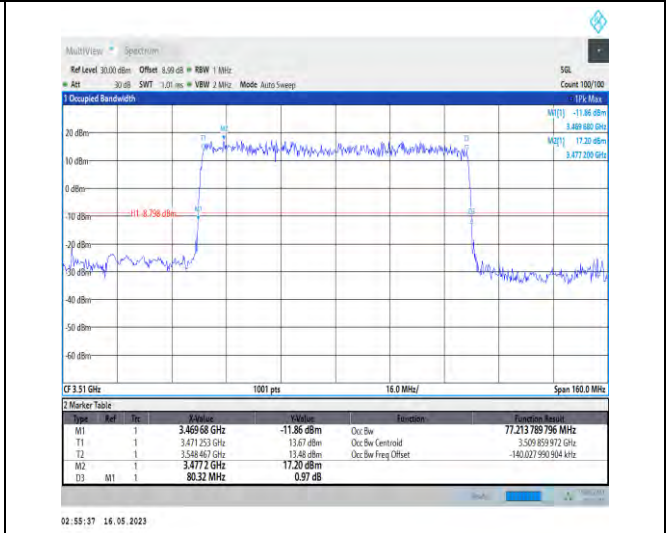 MultiView Spectrum
Ref Level 30.00 dBm Offset 8.99 dB RBW 1 MHz SGL
Att 30 dB SWT 1.01 ms VBW 2 MHz Mode Auto Sweep Count 100/100
1 Occupied Bandwidth 1Pk Max
M1[1] -11.86 dBm
3.469 680 GHz
M2[1] 17.20 dBm
3.477 200 GHz
20 dBm
10 dBm
0 dBm
-10 dBm
H1 -8.798 dBm
-20 dBm
-30 dBm
-40 dBm
-50 dBm
-60 dBm
M2
T1
M1
CF 3.51 GHz 1001 pts 16.0 MHz/ Span 160.0 MHz
2 Marker Table
Type Ref Trc X-Value Y-Value Function Function Result
M1 1 3.469 68 GHz -11.86 dBm Occ Bw 77.213 789 796 MHz
T1 1 3.471 253 GHz 13.67 dBm Occ Bw Centroid 3.509 859 972 GHz
T2 1 3.548 467 GHz 13.48 dBm Occ Bw Freq Offset -140.027 990 904 kHz
M2 1 3.477 2 GHz 17.20 dBm
D3 M1 1 80.32 MHz 0.97 dB
02:55:37 16.05.2023